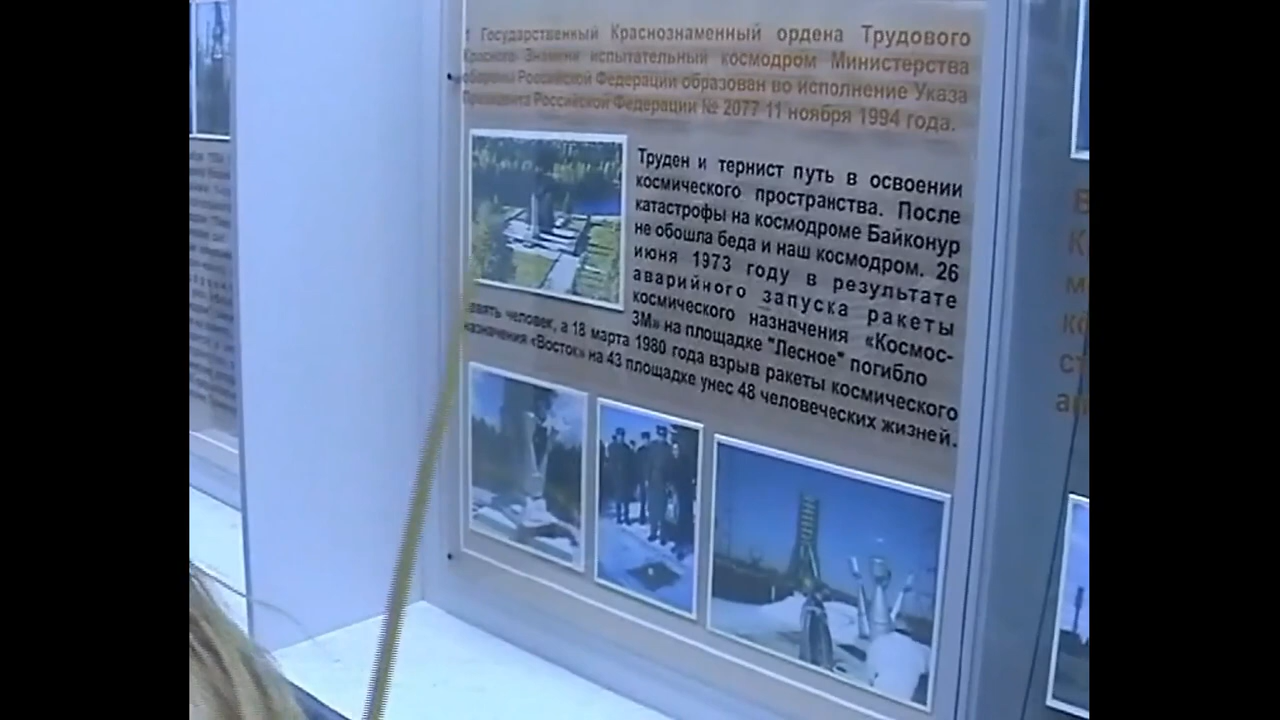 1 Государственный Краснознаменный ордена Трудового
Красного Знамени испытательный космодром Министерства
обороны Российской Федерации образован во исполнение Указа
Президента Российской Федерации № 2077 11 ноября 1994 года.
Труден и тернист путь в освоении
космического пространства. После
катастрофы на космодроме Байконур
не обошла беда и наш космодром. 26
июня 1973 году в результате
аварийного запуска ракеты
космического назначения «Космос-
3М» на площадке "Лесное" погибло
девять человек, а 18 марта 1980 года взрыв ракеты космического
назначения «Восток» на 43 площадке унес 48 человеческих жизней.